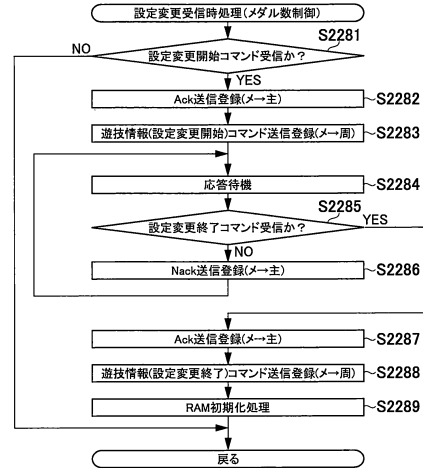 設定変更受信時処理(メダル数制御)
S2281
NO
設定変更開始コマンド受信か?
YES
Ack送信登録(メ→主)
S2282
遊技情報(設定変更開始)コマンド送信登録(メ→周)
S2283
応答待機
S2284
S2285
設定変更終了コマンド受信か?
YES
NO
Nack送信登録(メ→主)
S2286
Ack送信登録(メ→主)
S2287
遊技情報(設定変更終了)コマンド送信登録(メ→周)
S2288
RAM初期化処理
S2289
戻る